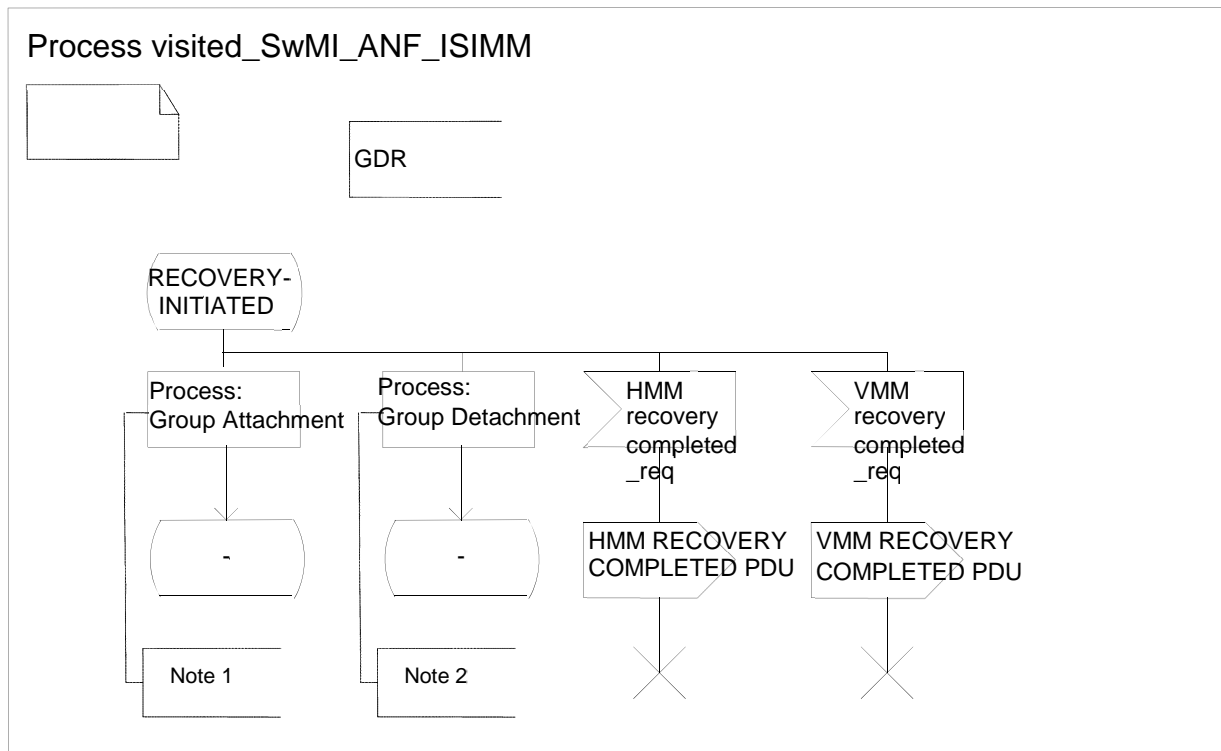 Process visited_SwMI_ANF_ISIMM
GDR
RECOVERY-
INITIATED
Process:
Group Attachment
Process:
Group Detachment
HMM
recovery
completed
_req
VMM
recovery
completed
_req
-
-
HMM RECOVERY
COMPLETED PDU
VMM RECOVERY
COMPLETED PDU
Note 1
Note 2